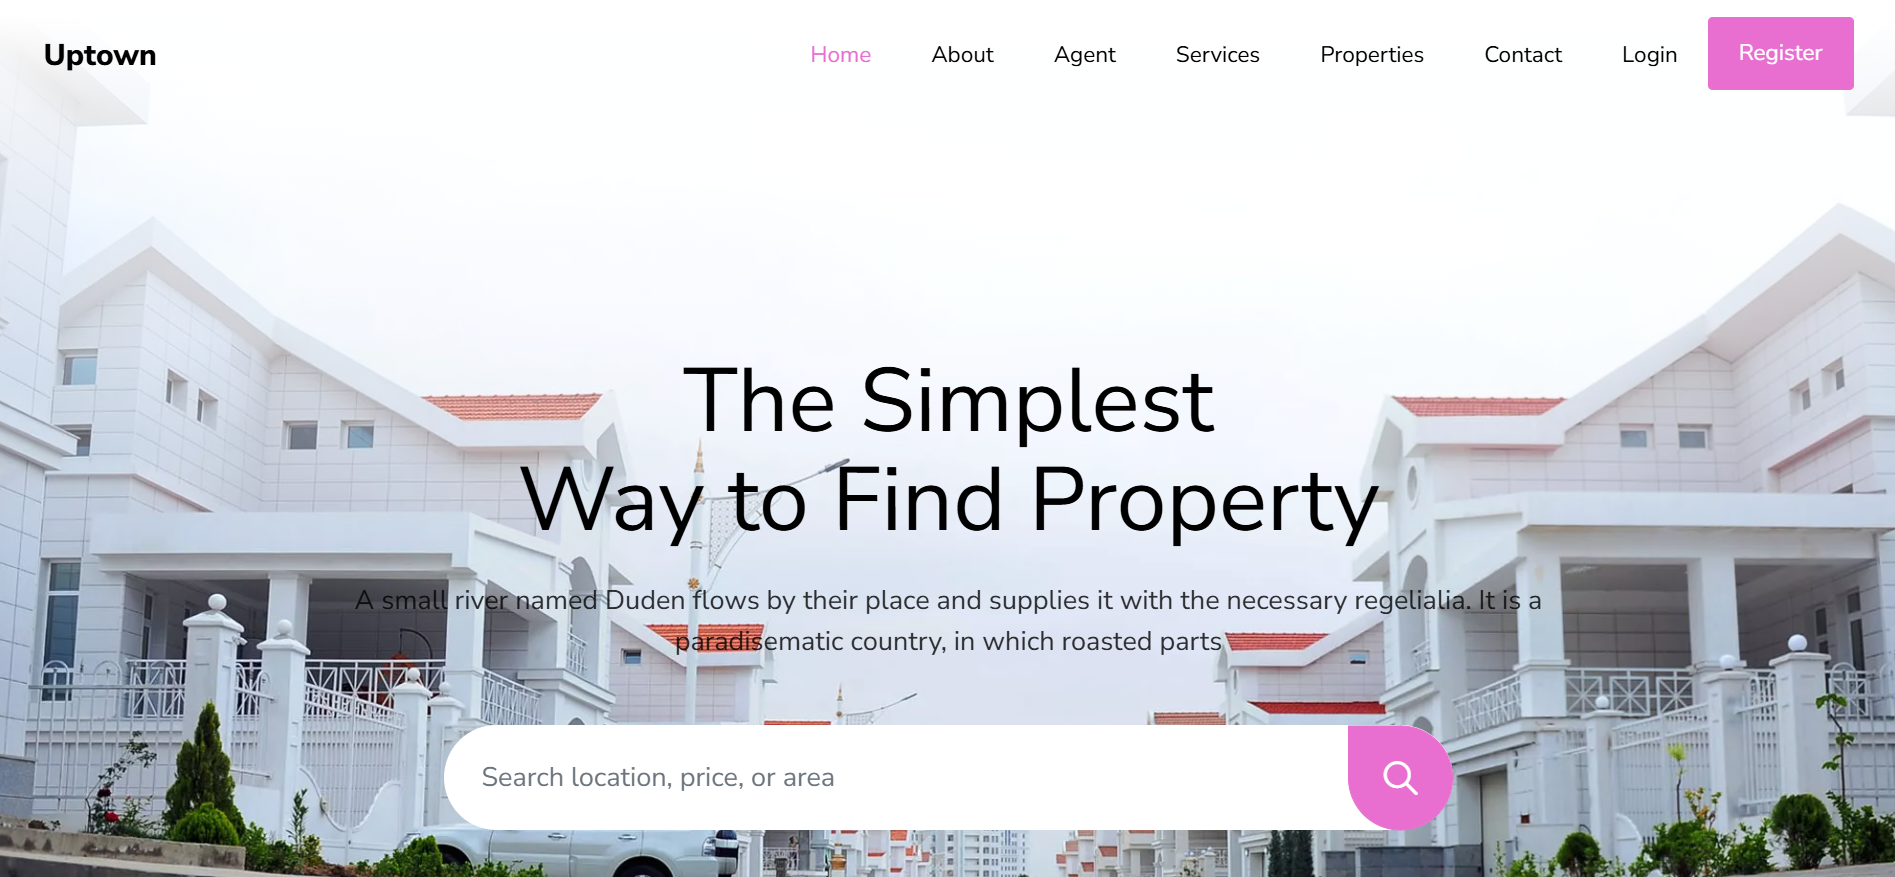 Uptown
Home About Agent Services Properties Contact Login Register
The Simplest
Way to Find Property
A small river named Duden flows by their place and supplies it with the necessary regelialia. It is a
paradisematic country, in which roasted parts
Search location, price, or area